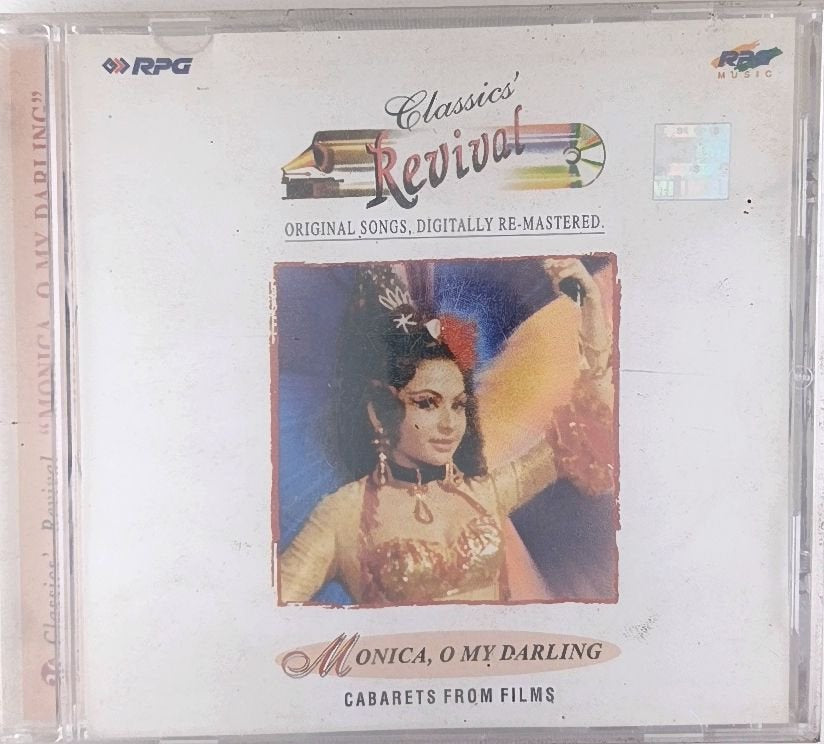 RPG
MUSIC
Classics'
Revival
ORIGINAL SONGS, DIGITALLY RE-MASTERED.
MONICA, O MY DARLING
CABARETS FROM FILMS
Classics' Revival "MONICA, O MY DARLING"